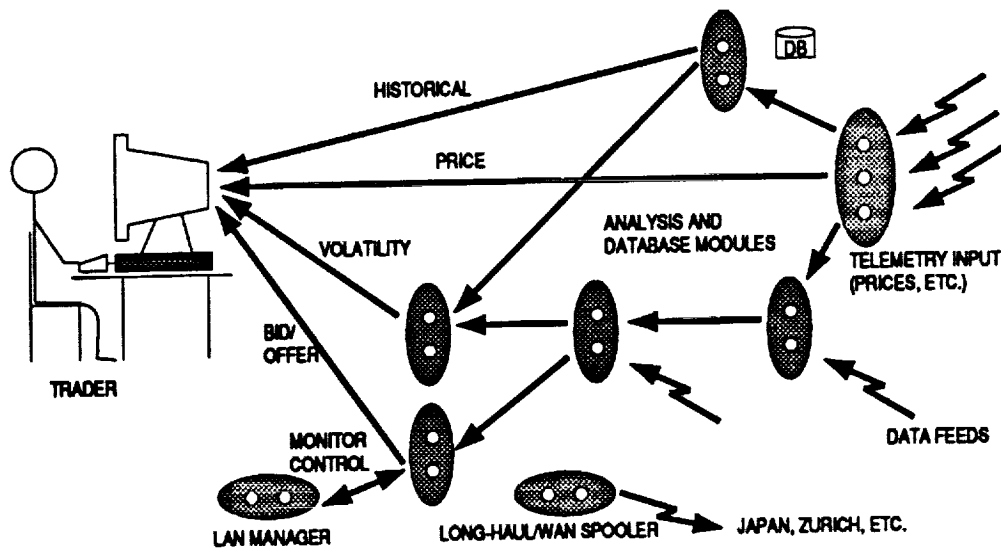 DB
HISTORICAL
PRICE
ANALYSIS AND
DATABASE MODULES
VOLATILITY
TELEMETRY INPUT
(PRICES, ETC.)
BID/
OFFER
TRADER
DATA FEEDS
MONITOR
CONTROL
LAN MANAGER
LONG-HAUL/WAN SPOOLER
JAPAN, ZURICH, ETC.